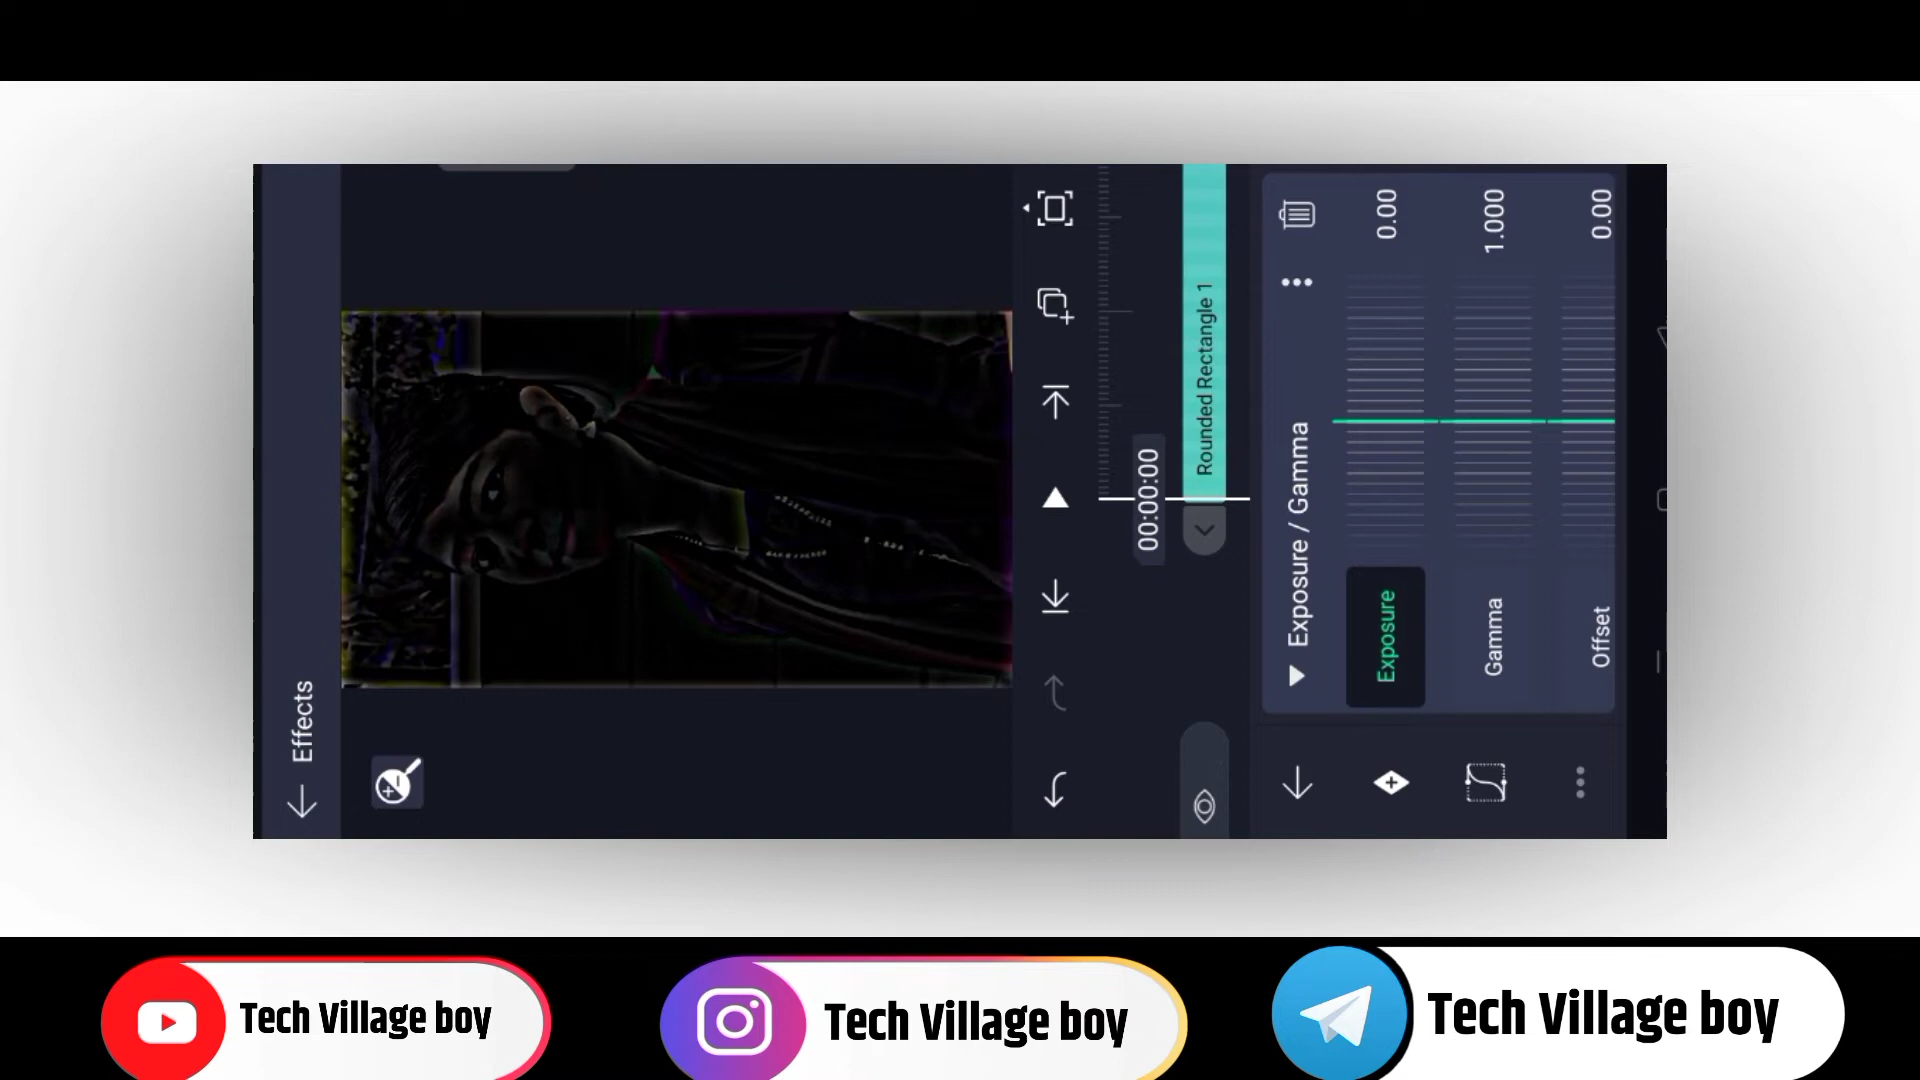 Effects
00:00:00
Rounded Rectangle 1
Exposure / Gamma
Exposure 0.00
Gamma 1.000
Offset 0.00
Tech Village boy
Tech Village boy
Tech Village boy